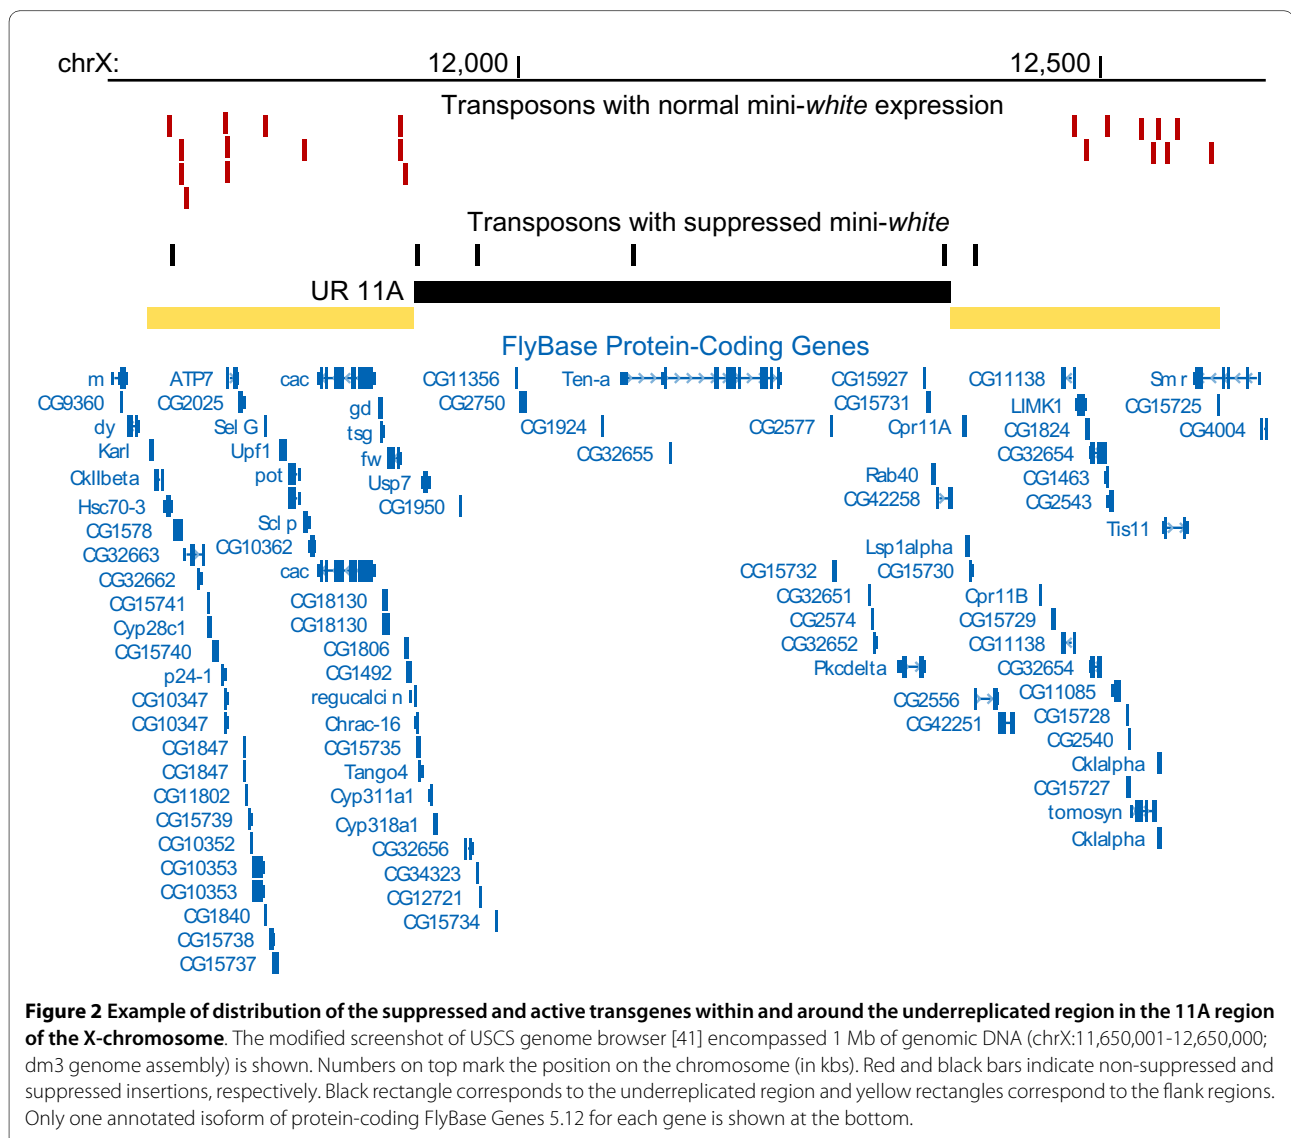 chrX:
12,000
12,500
Transposons with normal mini-white expression
Transposons with suppressed mini-white
UR 11A
FlyBase Protein-Coding Genes
m
ATP7
cac
CG11356
Ten-a
CG15927
CG11138
Sm r
CG9360
CG2025
gd
CG2750
CG15731
LIMK1
CG15725
dy
Sel G
tsg
CG1924
CG2577
Cpr11A
CG1824
CG4004
Karl
Upf1
fw
CG32655
CG32654
CkIIbeta
pot
Usp7
Rab40
CG1463
Hsc70-3
CG1950
CG42258
CG2543
CG1578
Scl p
Tis11
CG32663
CG10362
Lsp1alpha
CG32662
cac
CG15732
CG15730
CG15741
CG18130
CG32651
Cpr11B
Cyp28c1
CG18130
CG2574
CG15729
CG15740
CG1806
CG32652
CG11138
p24-1
CG1492
Pkcdelta
CG32654
CG10347
regucalci n
CG2556
CG11085
CG10347
Chrac-16
CG42251
CG15728
CG1847
CG15735
CG2540
CG1847
Tango4
CkIalpha
CG11802
Cyp311a1
CG15727
CG15739
Cyp318a1
tomosyn
CG10352
CG32656
CkIalpha
CG10353
CG34323
CG10353
CG12721
CG1840
CG15734
CG15738
CG15737
Figure 2 Example of distribution of the suppressed and active transgenes within and around the underreplicated region in the 11A region
of the X-chromosome. The modified screenshot of USCS genome browser [41] encompassed 1 Mb of genomic DNA (chrX:11,650,001-12,650,000;
dm3 genome assembly) is shown. Numbers on top mark the position on the chromosome (in kbs). Red and black bars indicate non-suppressed and
suppressed insertions, respectively. Black rectangle corresponds to the underreplicated region and yellow rectangles correspond to the flank regions.
Only one annotated isoform of protein-coding FlyBase Genes 5.12 for each gene is shown at the bottom.